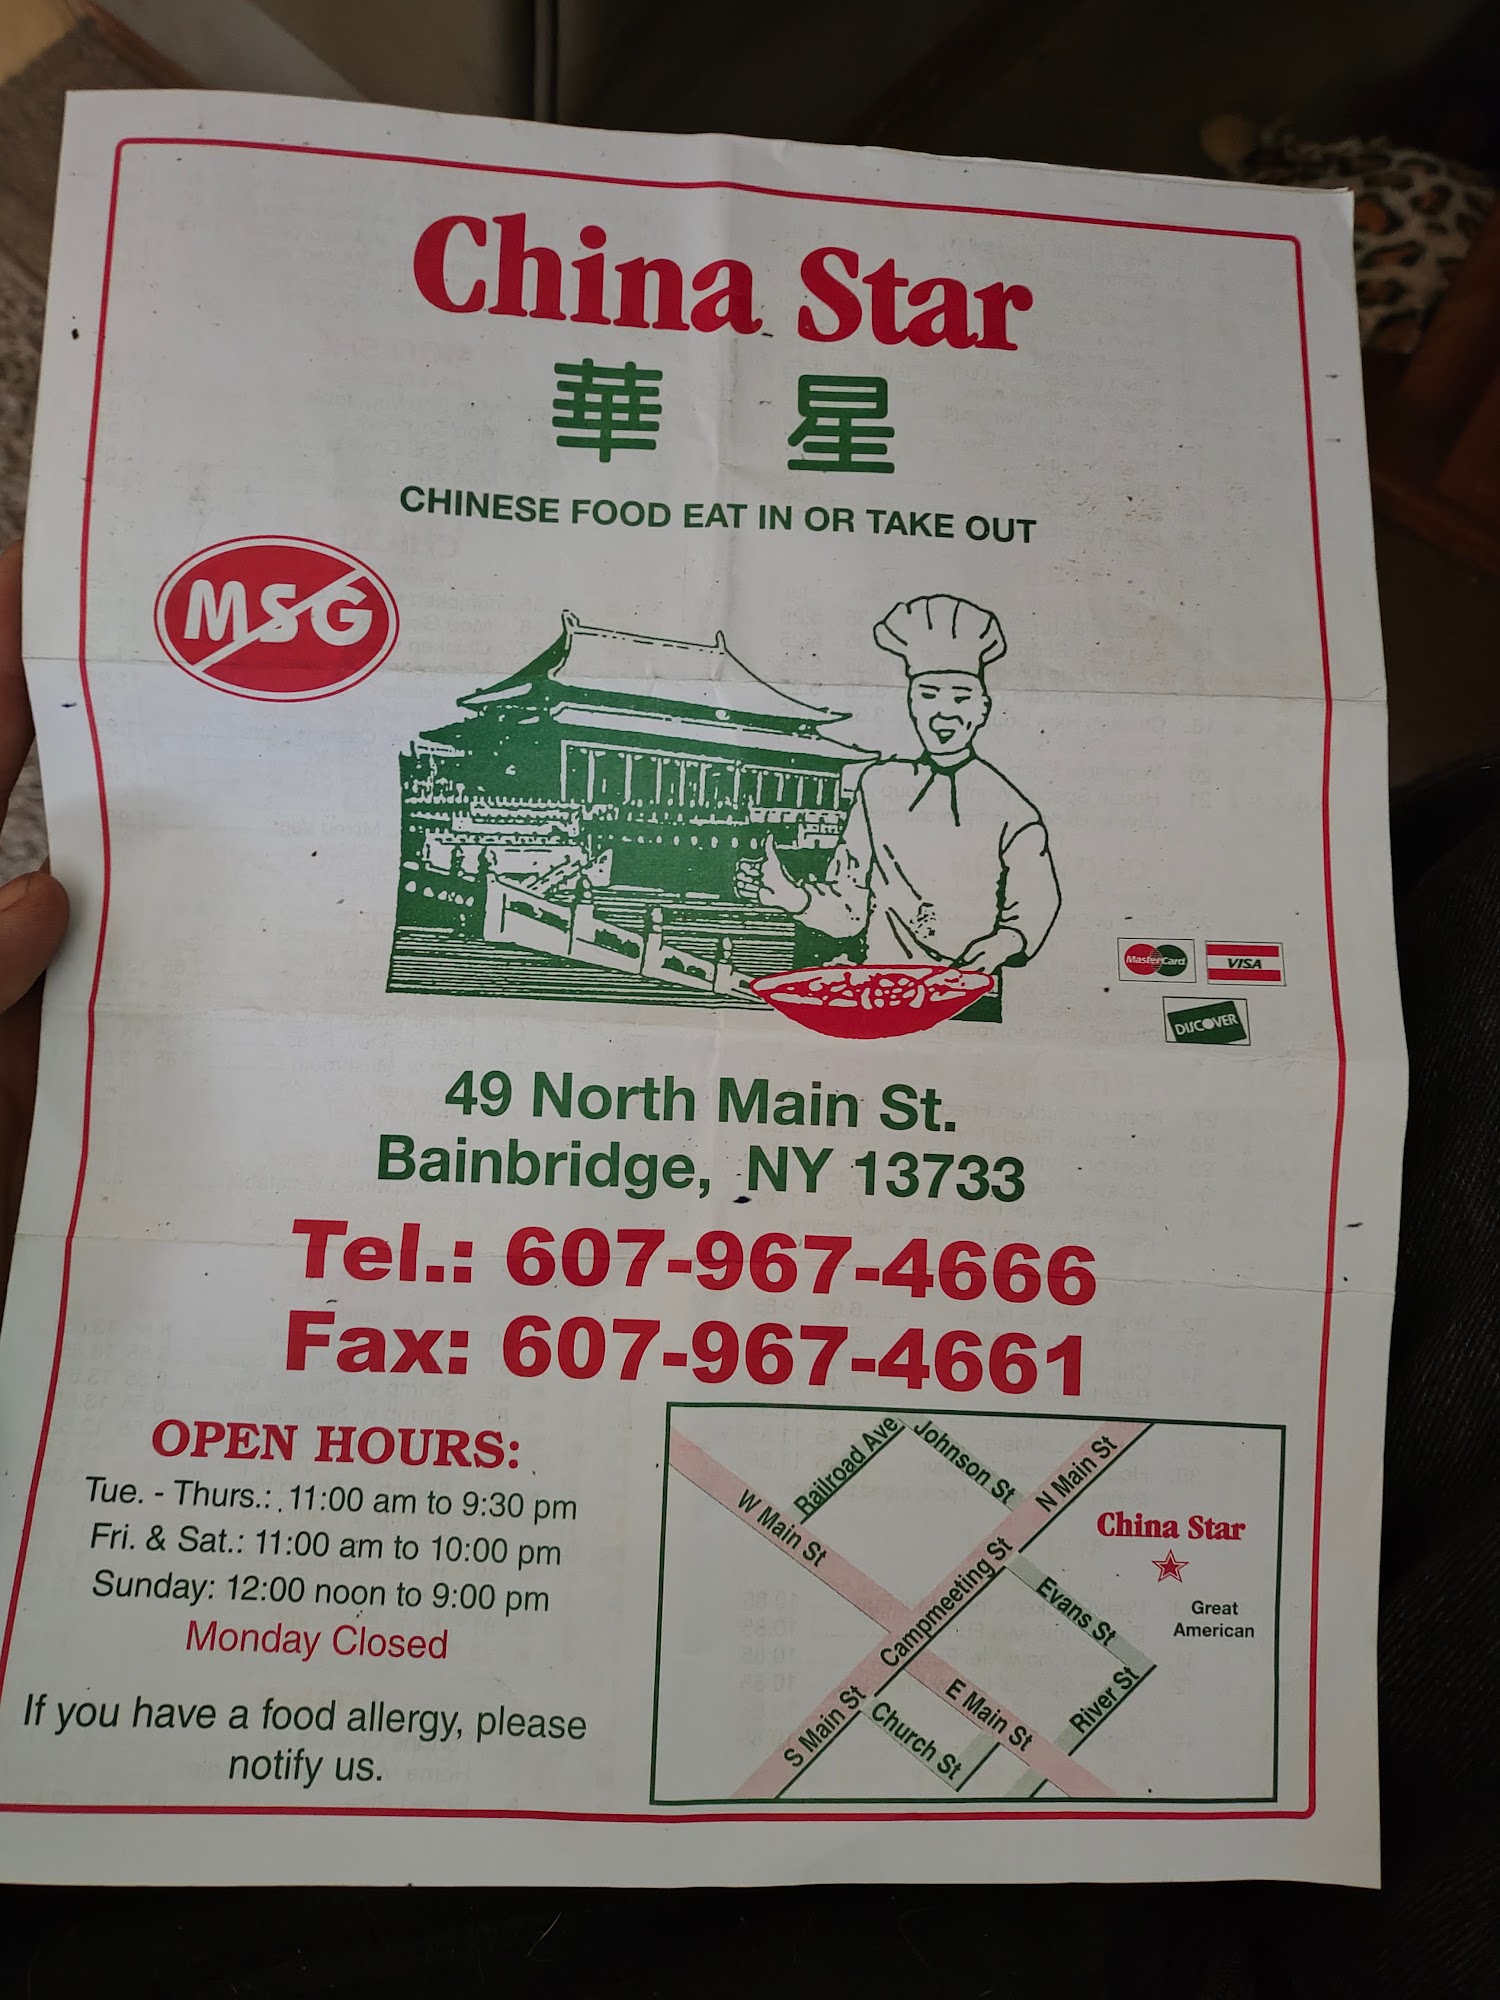 China Star
華 星
CHINESE FOOD EAT IN OR TAKE OUT
MSG
MasterCard
VISA
DISCOVER
49 North Main St.
Bainbridge, NY 13733
Tel.: 607-967-4666
Fax: 607-967-4661
OPEN HOURS:
Tue. - Thurs.: 11:00 am to 9:30 pm
Fri. & Sat.: 11:00 am to 10:00 pm
Sunday: 12:00 noon to 9:00 pm
Monday Closed
If you have a food allergy, please
notify us.
Railroad Ave
Johnson St
N Main St
W Main St
China Star
Campmeeting St
Evans St
Great
American
S Main St
Church St
E Main St
River St